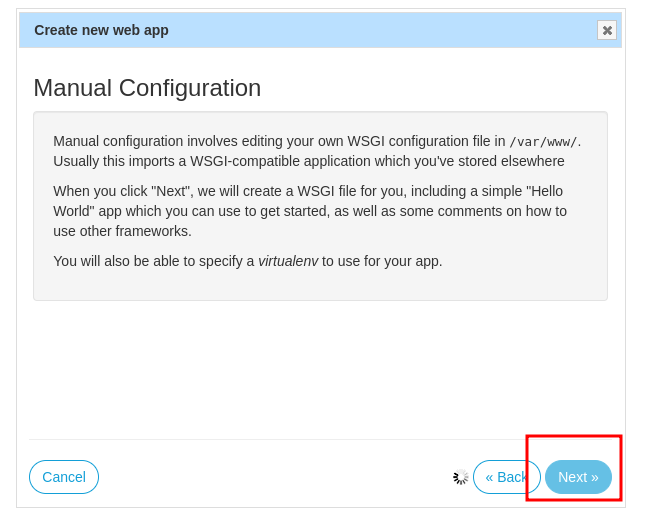 Create new web app
Manual Configuration
Manual configuration involves editing your own WSGI configuration file in /var/www/.
Usually this imports a WSGI-compatible application which you've stored elsewhere
When you click "Next", we will create a WSGI file for you, including a simple "Hello
World" app which you can use to get started, as well as some comments on how to
use other frameworks.
You will also be able to specify a virtualenv to use for your app.
Cancel
« Back
Next »